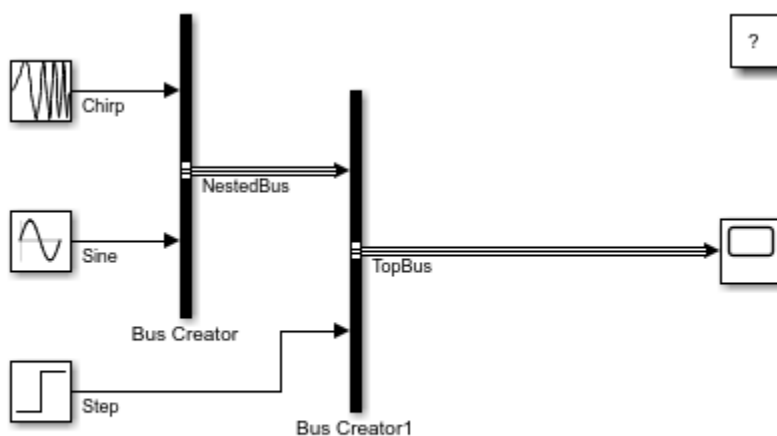 ?
Chirp
NestedBus
Sine
TopBus
Bus Creator
Step
Bus Creator1